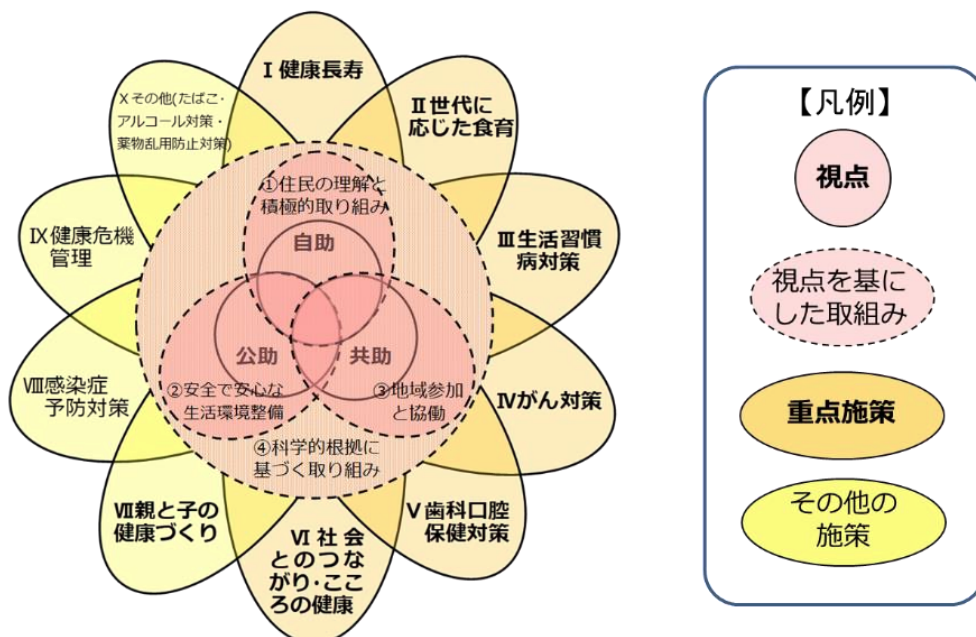 Ⅰ健康長寿
Ⅱ世代に
応じた食育
Ⅲ生活習慣
病対策
Ⅳがん対策
Ⅴ歯科口腔
保健対策
Ⅵ社会
とのつな
がり・ここ
ろの健康
Ⅶ親と子の
健康づくり
Ⅷ感染症
予防対策
Ⅸ健康危機
管理
Ⅹその他(たばこ・
アルコール対策・
薬物乱用防止対策)
①住民の理解と
積極的取り組み
自助
公助
共助
②安全で安心な
生活環境整備
③地域参加
と協働
④科学的根拠に
基づく取り組み
【凡例】
視点
視点を基に
した取組み
重点施策
その他の
施策